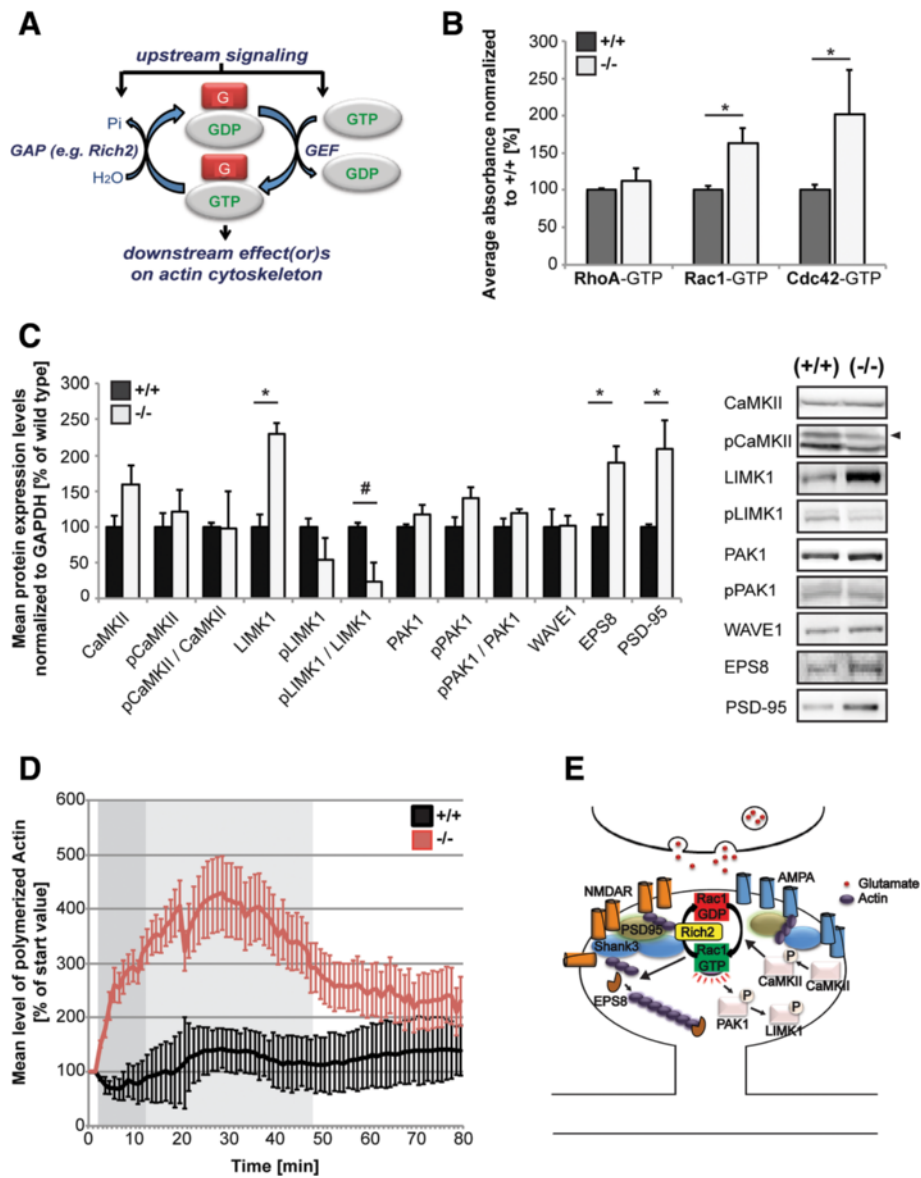 A
upstream signaling
G
GDP
G
GTP
GTP
GDP
Pi
GAP (e.g. Rich2)
H2O
GEF
downstream effect(or)s
on actin cytoskeleton
B
Average absorbance nomralized
to +/+ [%]
300
250
200
150
100
50
0
+/+
-/-
*
*
RhoA-GTP
Rac1-GTP
Cdc42-GTP
C
Mean protein expression levels
normalized to GAPDH [% of wild type]
300
250
200
150
100
50
0
+/+
-/-
*
#
*
*
CaMKII
pCaMKII
pCaMKII / CaMKII
LIMK1
pLIMK1
pLIMK1 / LIMK1
PAK1
pPAK1
pPAK1 / PAK1
WAVE1
EPS8
PSD-95
(+/+) (-/-)
CaMKII
pCaMKII
LIMK1
pLIMK1
PAK1
pPAK1
WAVE1
EPS8
PSD-95
D
Mean level of polymerized Actin
[% of start value]
600
500
400
300
200
100
0
+/+
-/-
0 10 20 30 40 50 60 70 80
Time [min]
E
NMDAR
AMPA
Glutamate
Actin
Rac1
GDP
PSD95
Rich2
Shank3
Rac1
GTP
P
P
CaMKII
CaMKII
EPS8
P
P
PAK1
LIMK1